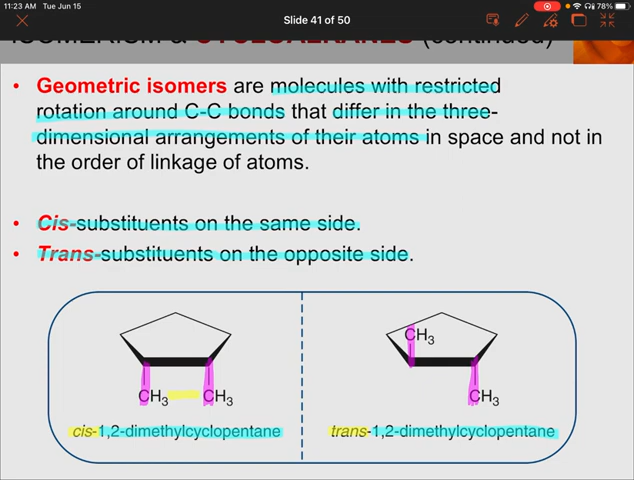 11:23 AM Tue Jun 15
78%
Slide 41 of 50
ISOMERISM & CYCLOALKANES (continued)
• Geometric isomers are molecules with restricted
rotation around C-C bonds that differ in the three-
dimensional arrangements of their atoms in space and not in
the order of linkage of atoms.
• Cis-substituents on the same side.
• Trans-substituents on the opposite side.
CH3
CH3 CH3 CH3
cis-1,2-dimethylcyclopentane trans-1,2-dimethylcyclopentane